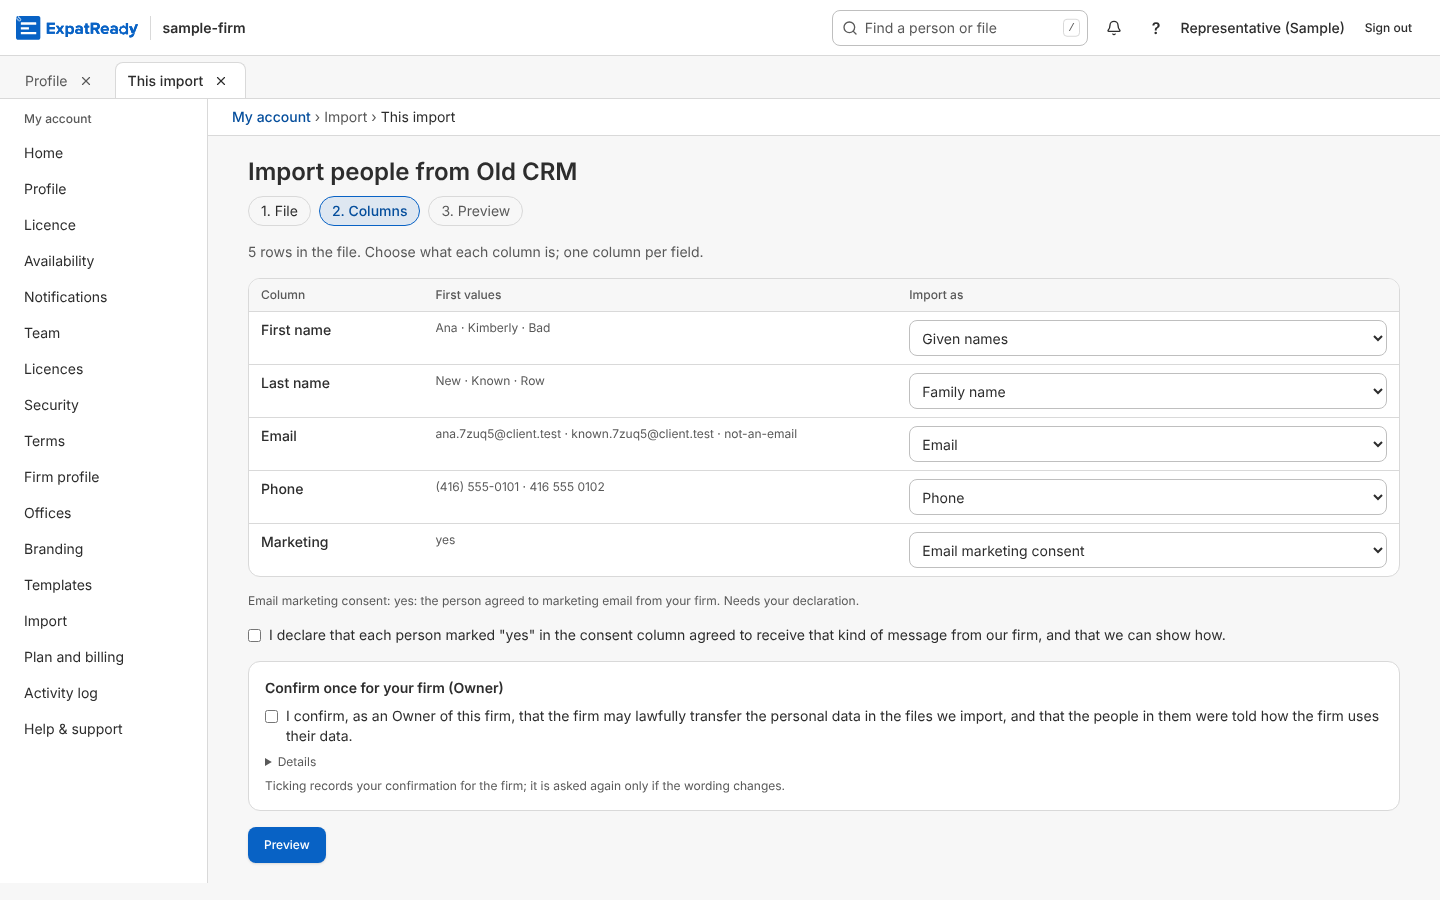 ExpatReady
sample-firm
Find a person or file
/
?
Representative (Sample)
Sign out
Profile ×
This import ×
My account
Home
Profile
Licence
Availability
Notifications
Team
Licences
Security
Terms
Firm profile
Offices
Branding
Templates
Import
Plan and billing
Activity log
Help & support
My account › Import › This import
Import people from Old CRM
1. File
2. Columns
3. Preview
5 rows in the file. Choose what each column is; one column per field.
Column First values Import as
First name Ana · Kimberly · Bad Given names
Last name New · Known · Row Family name
Email ana.7zuq5@client.test · known.7zuq5@client.test · not-an-email Email
Phone (416) 555-0101 · 416 555 0102 Phone
Marketing yes Email marketing consent
Email marketing consent: yes: the person agreed to marketing email from your firm. Needs your declaration.
I declare that each person marked "yes" in the consent column agreed to receive that kind of message from our firm, and that we can show how.
Confirm once for your firm (Owner)
I confirm, as an Owner of this firm, that the firm may lawfully transfer the personal data in the files we import, and that the people in them were told how the firm uses
their data.
Details
Ticking records your confirmation for the firm; it is asked again only if the wording changes.
Preview